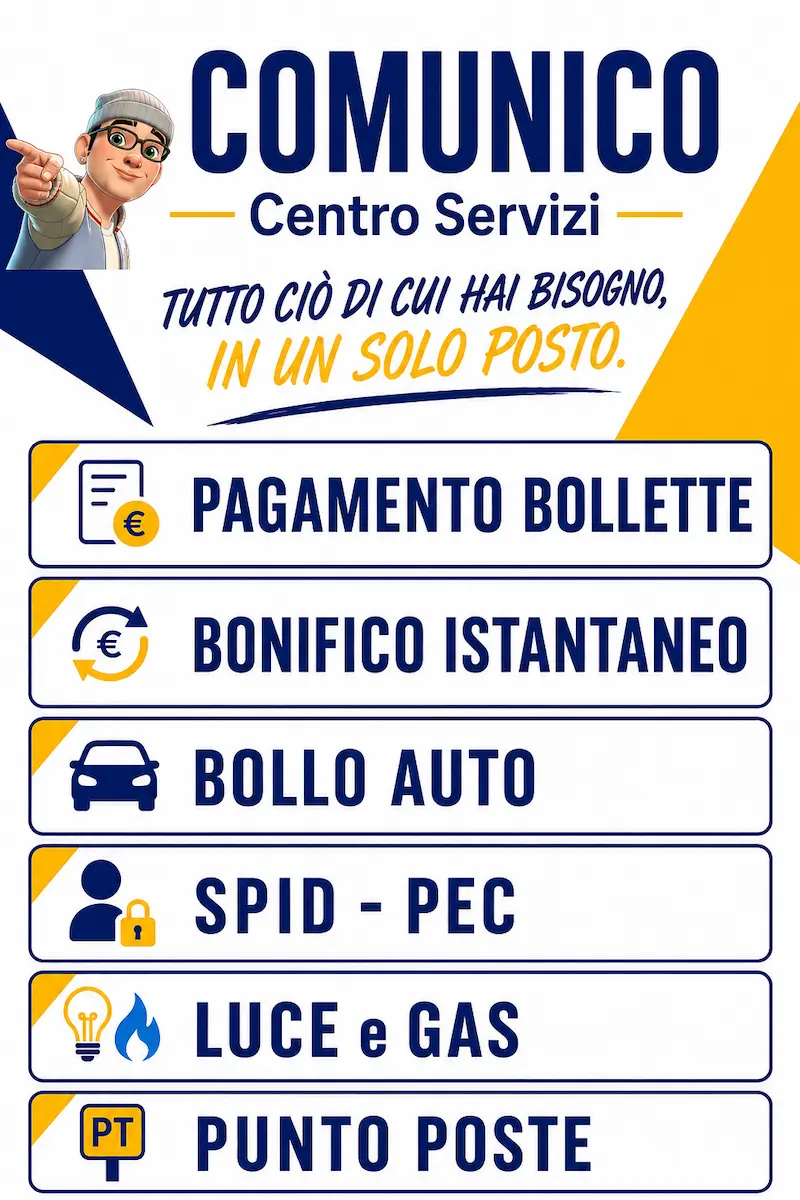 COMUNICO
Centro Servizi
TUTTO CIÒ DI CUI HAI BISOGNO,
IN UN SOLO POSTO.
€ PAGAMENTO BOLLETTE
€ BONIFICO ISTANTANEO
BOLLO AUTO
SPID - PEC
LUCE e GAS
PT PUNTO POSTE